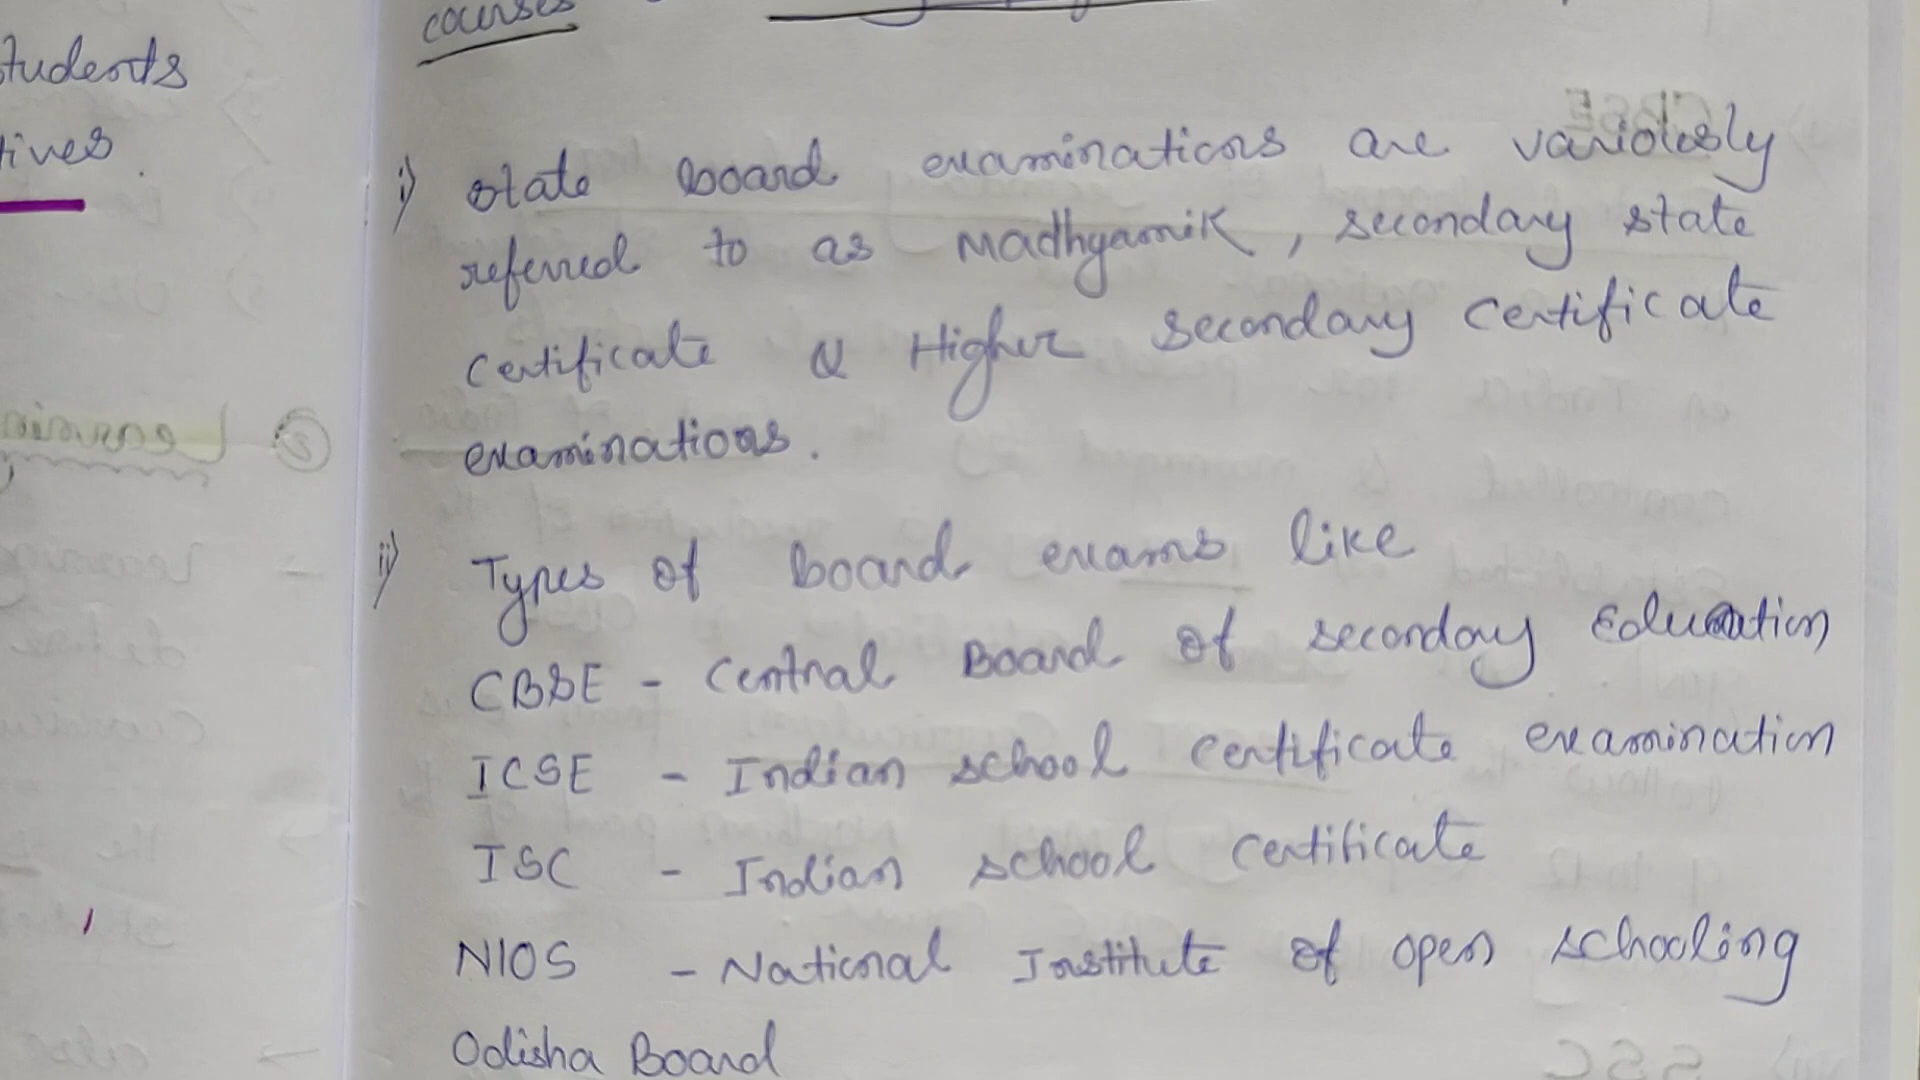 students
tives.
courses
i) state board examinations are variously
referred to as Madhyamik, secondary state
certificate & Higher secondary certificate
examinations.
ii) Types of board exams like
CBSE - Central Board of secondary Education
ICSE - Indian school certificate examination
ISC - Indian school certificate
NIOS - National Institute of open schooling
Odisha Board